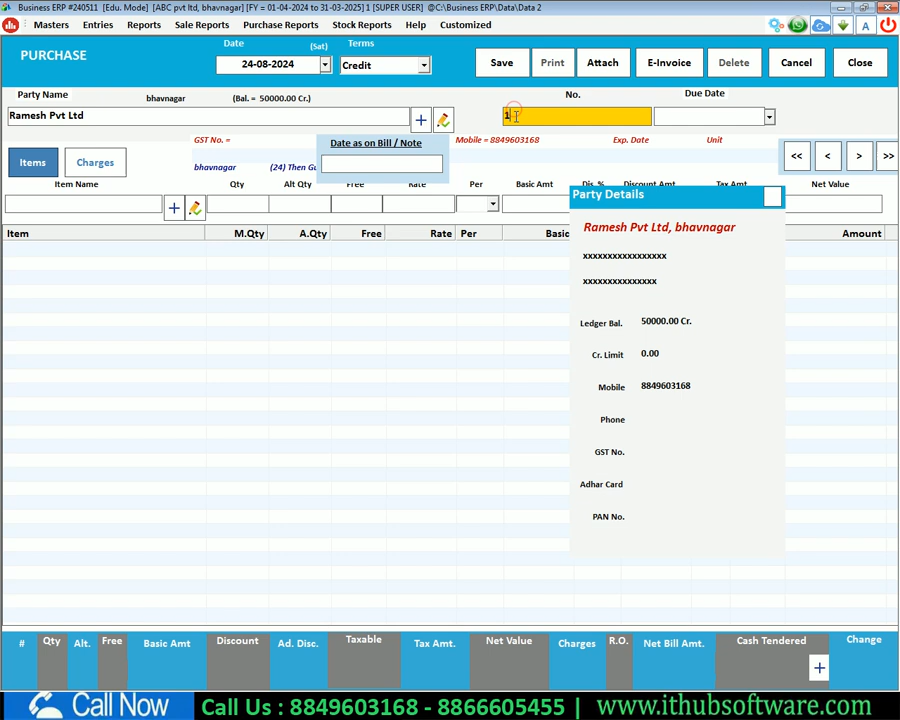 Business ERP #240511 [Edu. Mode] [ABC pvt ltd, bhavnagar] [FY = 01-04-2024 to 31-03-2025] 1 [SUPER USER] @C:\Business ERP\Data\Data 2
Masters Entries Reports Sale Reports Purchase Reports Stock Reports Help Customized
A
PURCHASE
Date (Sat) Terms
24-08-2024 Credit
Save Print Attach E-Invoice Delete Cancel Close
Party Name bhavnagar (Bal. = 50000.00 Cr.) No. Due Date
Ramesh Pvt Ltd + 1
GST No. = Date as on Bill / Note Mobile = 8849603168 Exp. Date Unit
Items Charges << < > >>
bhavnagar (24) Then Gu
Item Name Qty Alt Qty Free Rate Per Basic Amt Dis. % Discount Amt Tax Amt Net Value
+
Party Details
Item M.Qty A.Qty Free Rate Per Basic Amount
Ramesh Pvt Ltd, bhavnagar
xxxxxxxxxxxxxxxxx
xxxxxxxxxxxxxxx
Ledger Bal. 50000.00 Cr.
Cr. Limit 0.00
Mobile 8849603168
Phone
GST No.
Adhar Card
PAN No.
# Qty Alt. Free Basic Amt Discount Ad. Disc. Taxable Tax Amt. Net Value Charges R.O. Net Bill Amt. Cash Tendered Change
+
Call Now Call Us : 8849603168 - 8866605455 | www.ithubsoftware.com